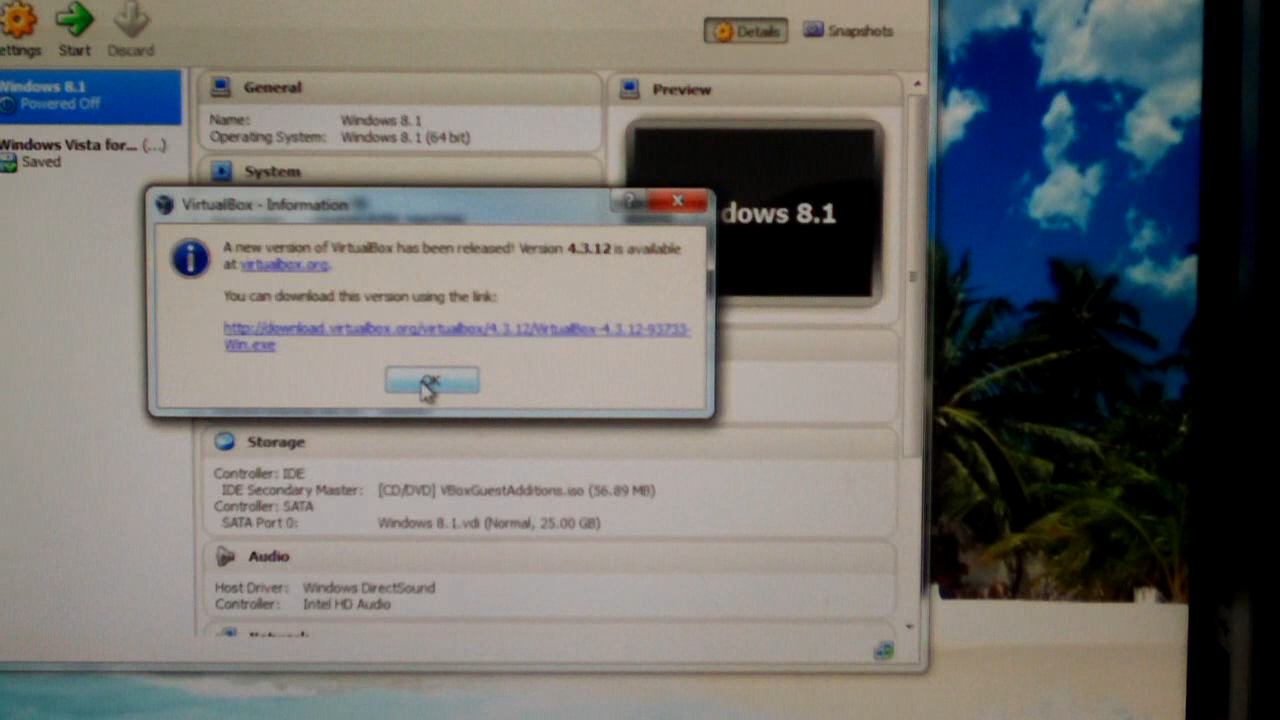 ettings Start Discard
Details Snapshots
Windows 8.1
Powered Off
Windows Vista for... (...)
Saved
General
Name: Windows 8.1
Operating System: Windows 8.1 (64 bit)
System
Preview
dows 8.1
VirtualBox - Information
? X
A new version of VirtualBox has been released! Version 4.3.12 is available
at virtualbox.org.
You can download this version using the link:
http://download.virtualbox.org/virtualbox/4.3.12/VirtualBox-4.3.12-93733-
Win.exe
OK
Storage
Controller: IDE
IDE Secondary Master: [CD/DVD] VBoxGuestAdditions.iso (56.89 MB)
Controller: SATA
SATA Port 0: Windows 8.1.vdi (Normal, 25.00 GB)
Audio
Host Driver: Windows DirectSound
Controller: Intel HD Audio